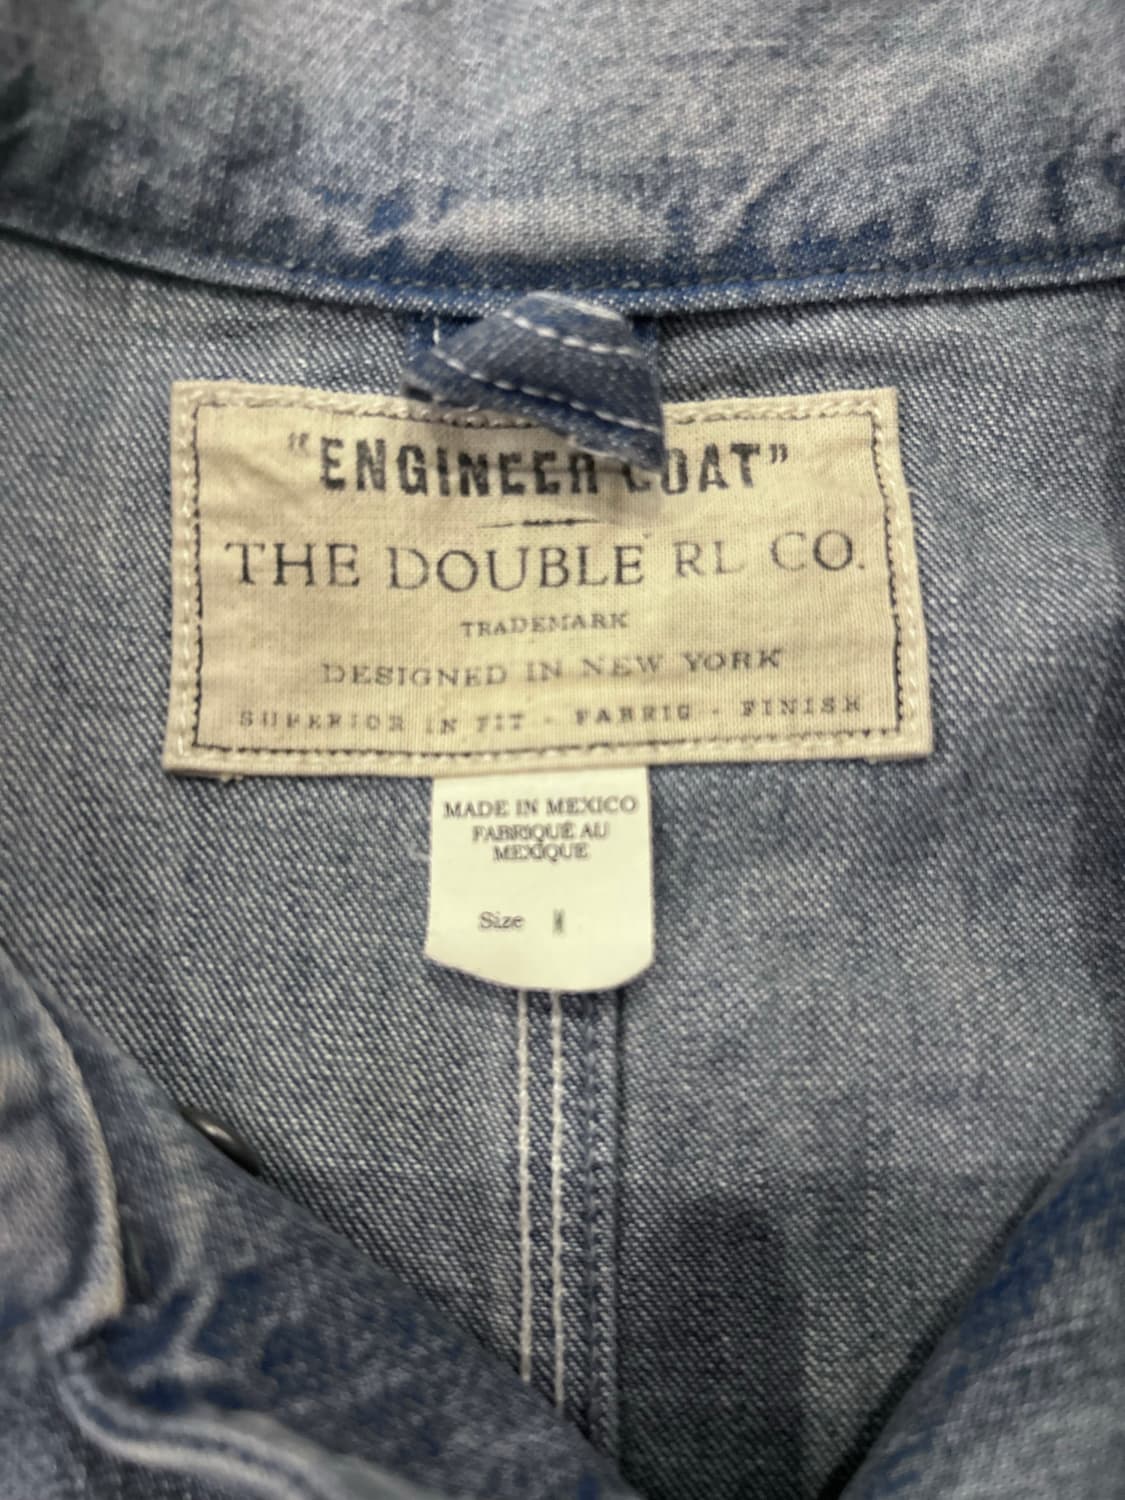 "ENGINEER COAT"
THE DOUBLE RL CO.
TRADEMARK
DESIGNED IN NEW YORK
SUPERIOR IN FIT - FABRIC - FINISH
MADE IN MEXICO
FABRIQUÉ AU
MEXIQUE
Size